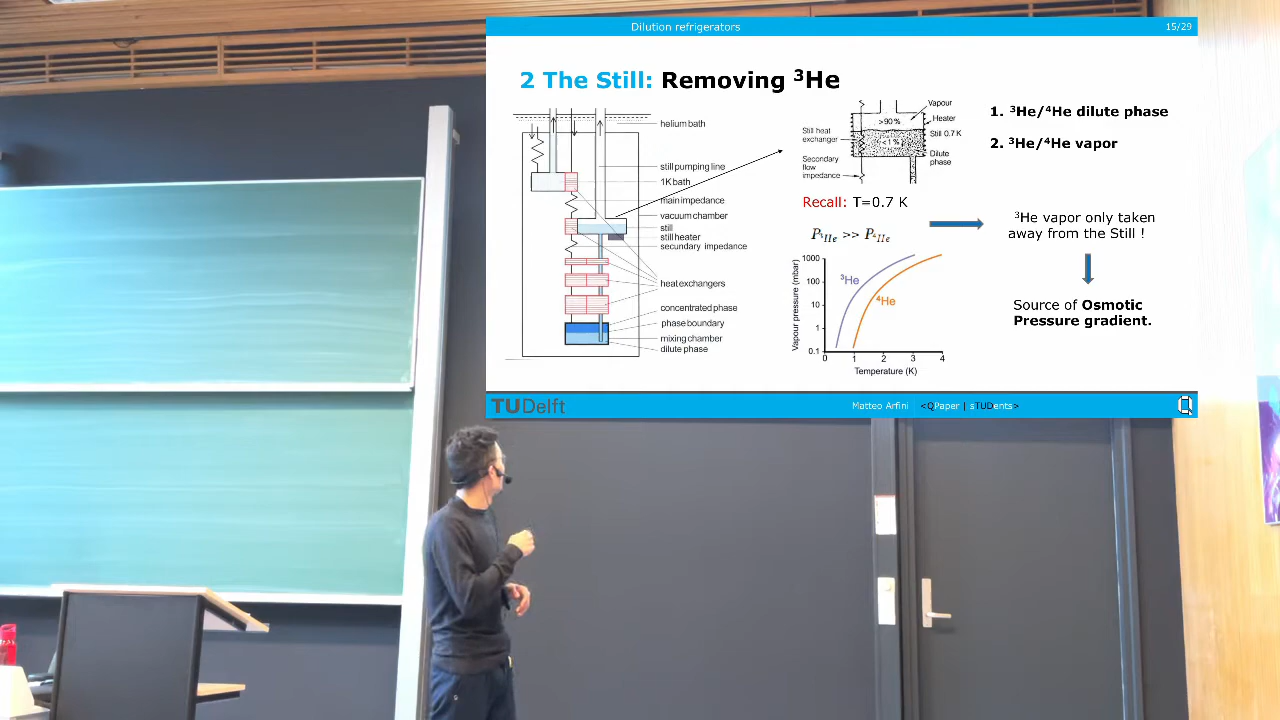 Dilution refrigerators
15/29
2 The Still: Removing ³He
helium bath
still pumping line
1K bath
main impedance
vacuum chamber
still
still heater
secundary impedance
heat exchangers
concentrated phase
phase boundary
mixing chamber
dilute phase
Vapour
Heater
>90 %
Still heat
exchanger
Still 0.7 K
<1 %
Dilute
phase
Secondary
flow
impedance
1. ³He/⁴He dilute phase
2. ³He/⁴He vapor
Recall: T=0.7 K
P³He >> P⁴He
³He vapor only taken
away from the Still !
Source of Osmotic
Pressure gradient.
Vapour pressure (mbar)
1000
100
10
1
0.1
³He
⁴He
0 1 2 3 4
Temperature (K)
TUDelft
Matteo Arfini <QPaper | sTUDents>